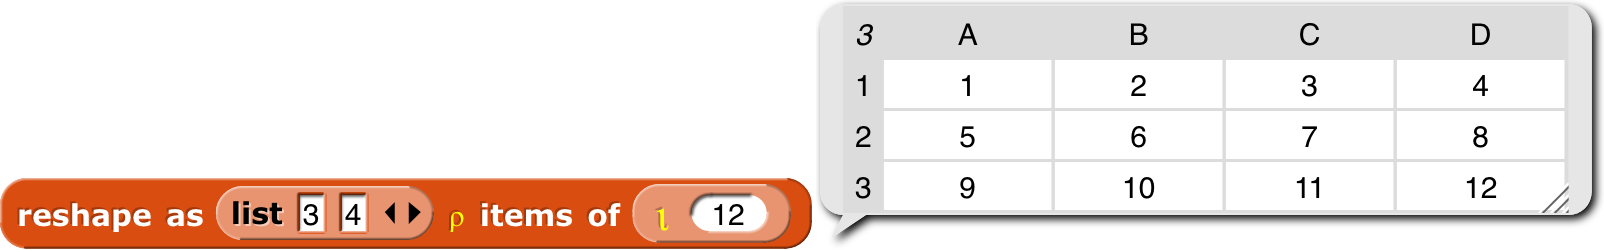 reshape as list 3 4 ρ items of ι 12
3 A B C D
1 1 2 3 4
2 5 6 7 8
3 9 10 11 12